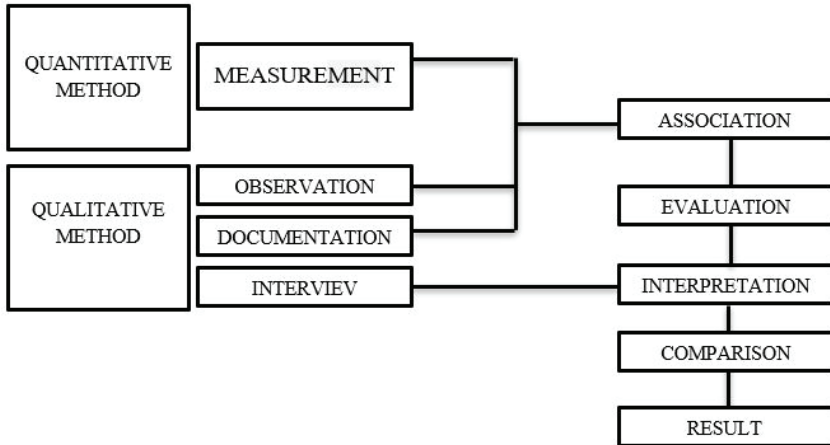 QUANTITATIVE
METHOD
MEASUREMENT
ASSOCIATION
QUALITATIVE
METHOD
OBSERVATION
DOCUMENTATION
INTERVIEV
EVALUATION
INTERPRETATION
COMPARISON
RESULT